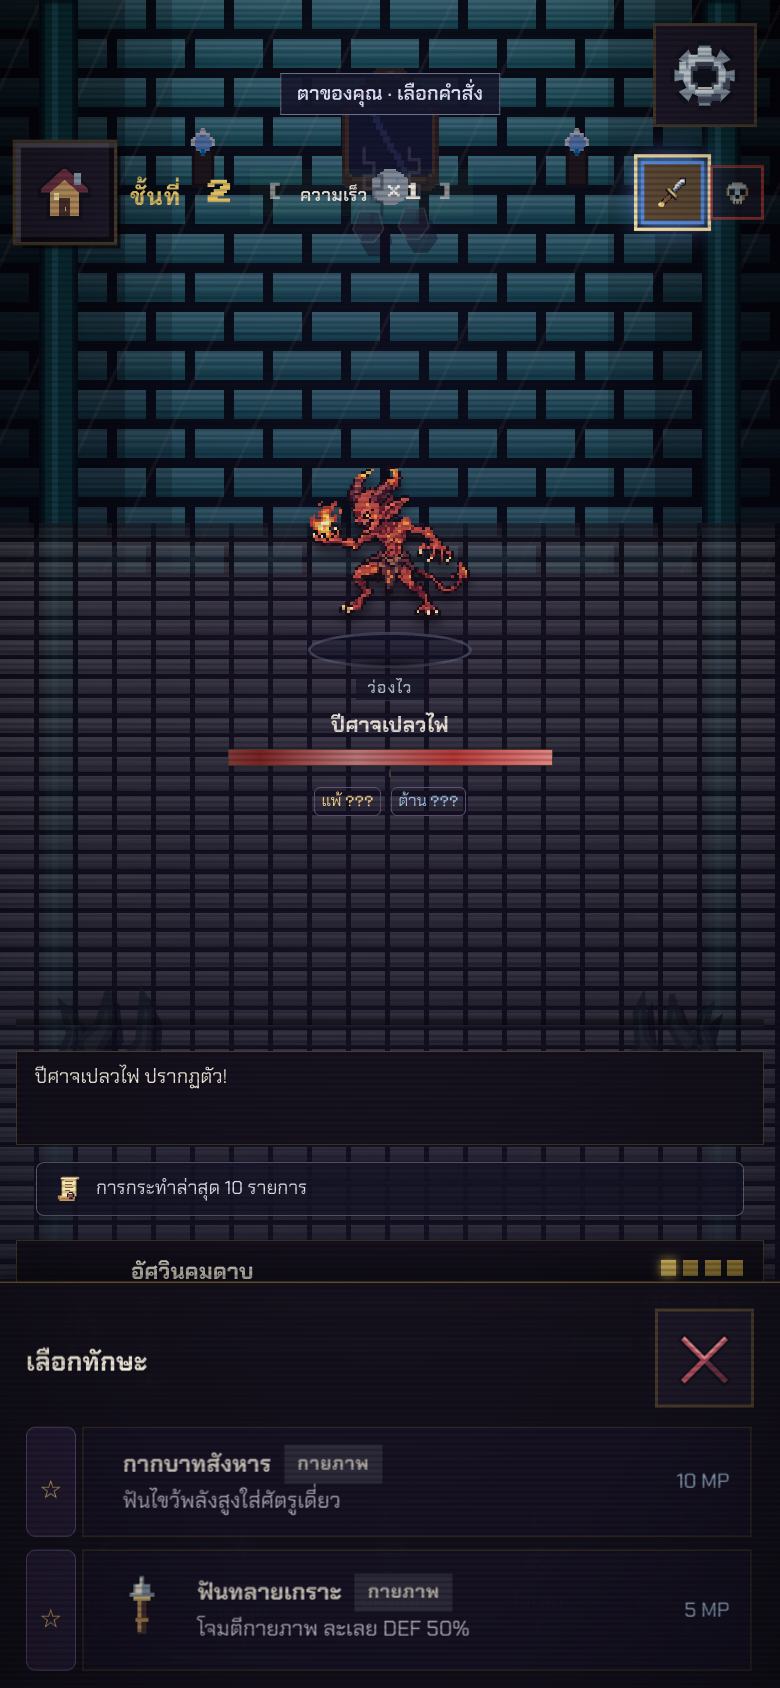 ตาของคุณ · เลือกคำสั่ง
ชั้นที่ 2 [ ความเร็ว ×1 ]
ว่องไว
ปีศาจเปลวไฟ
แพ้ ??? ต้าน ???
ปีศาจเปลวไฟ ปรากฏตัว!
การกระทำล่าสุด 10 รายการ
อัศวินคมดาบ
เลือกทักษะ
กากบาทสังหาร กายภาพ
ฟันไขว้พลังสูงใส่ศัตรูเดี่ยว
10 MP
ฟันทลายเกราะ กายภาพ
โจมตีกายภาพ ละเลย DEF 50%
5 MP